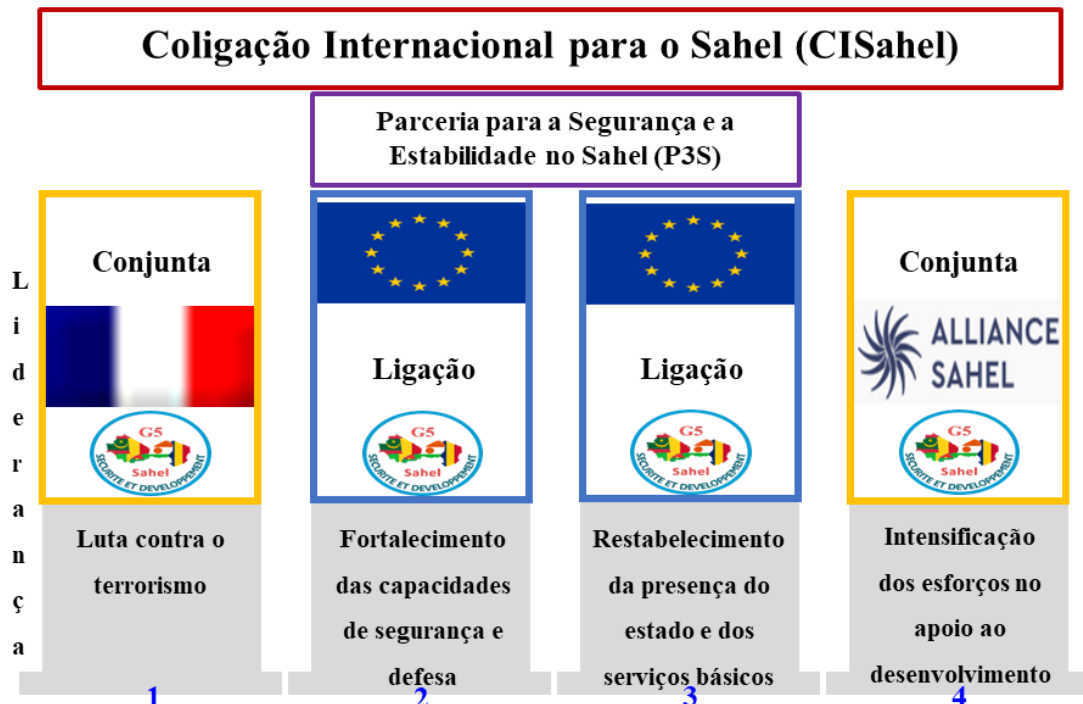 Coligação Internacional para o Sahel (CISahel)
Parceria para a Segurança e a
Estabilidade no Sahel (P3S)
Liderança
Conjunta
G5
Sahel
SECURITE ET DEVELOPPEMENT
Luta contra o
terrorismo
1
Ligação
G5
Sahel
SECURITE ET DEVELOPPEMENT
Fortalecimento
das capacidades
de segurança e
defesa
2
Ligação
G5
Sahel
SECURITE ET DEVELOPPEMENT
Restabelecimento
da presença do
estado e dos
serviços básicos
3
Conjunta
ALLIANCE
SAHEL
G5
Sahel
SECURITE ET DEVELOPPEMENT
Intensificação
dos esforços no
apoio ao
desenvolvimento
4